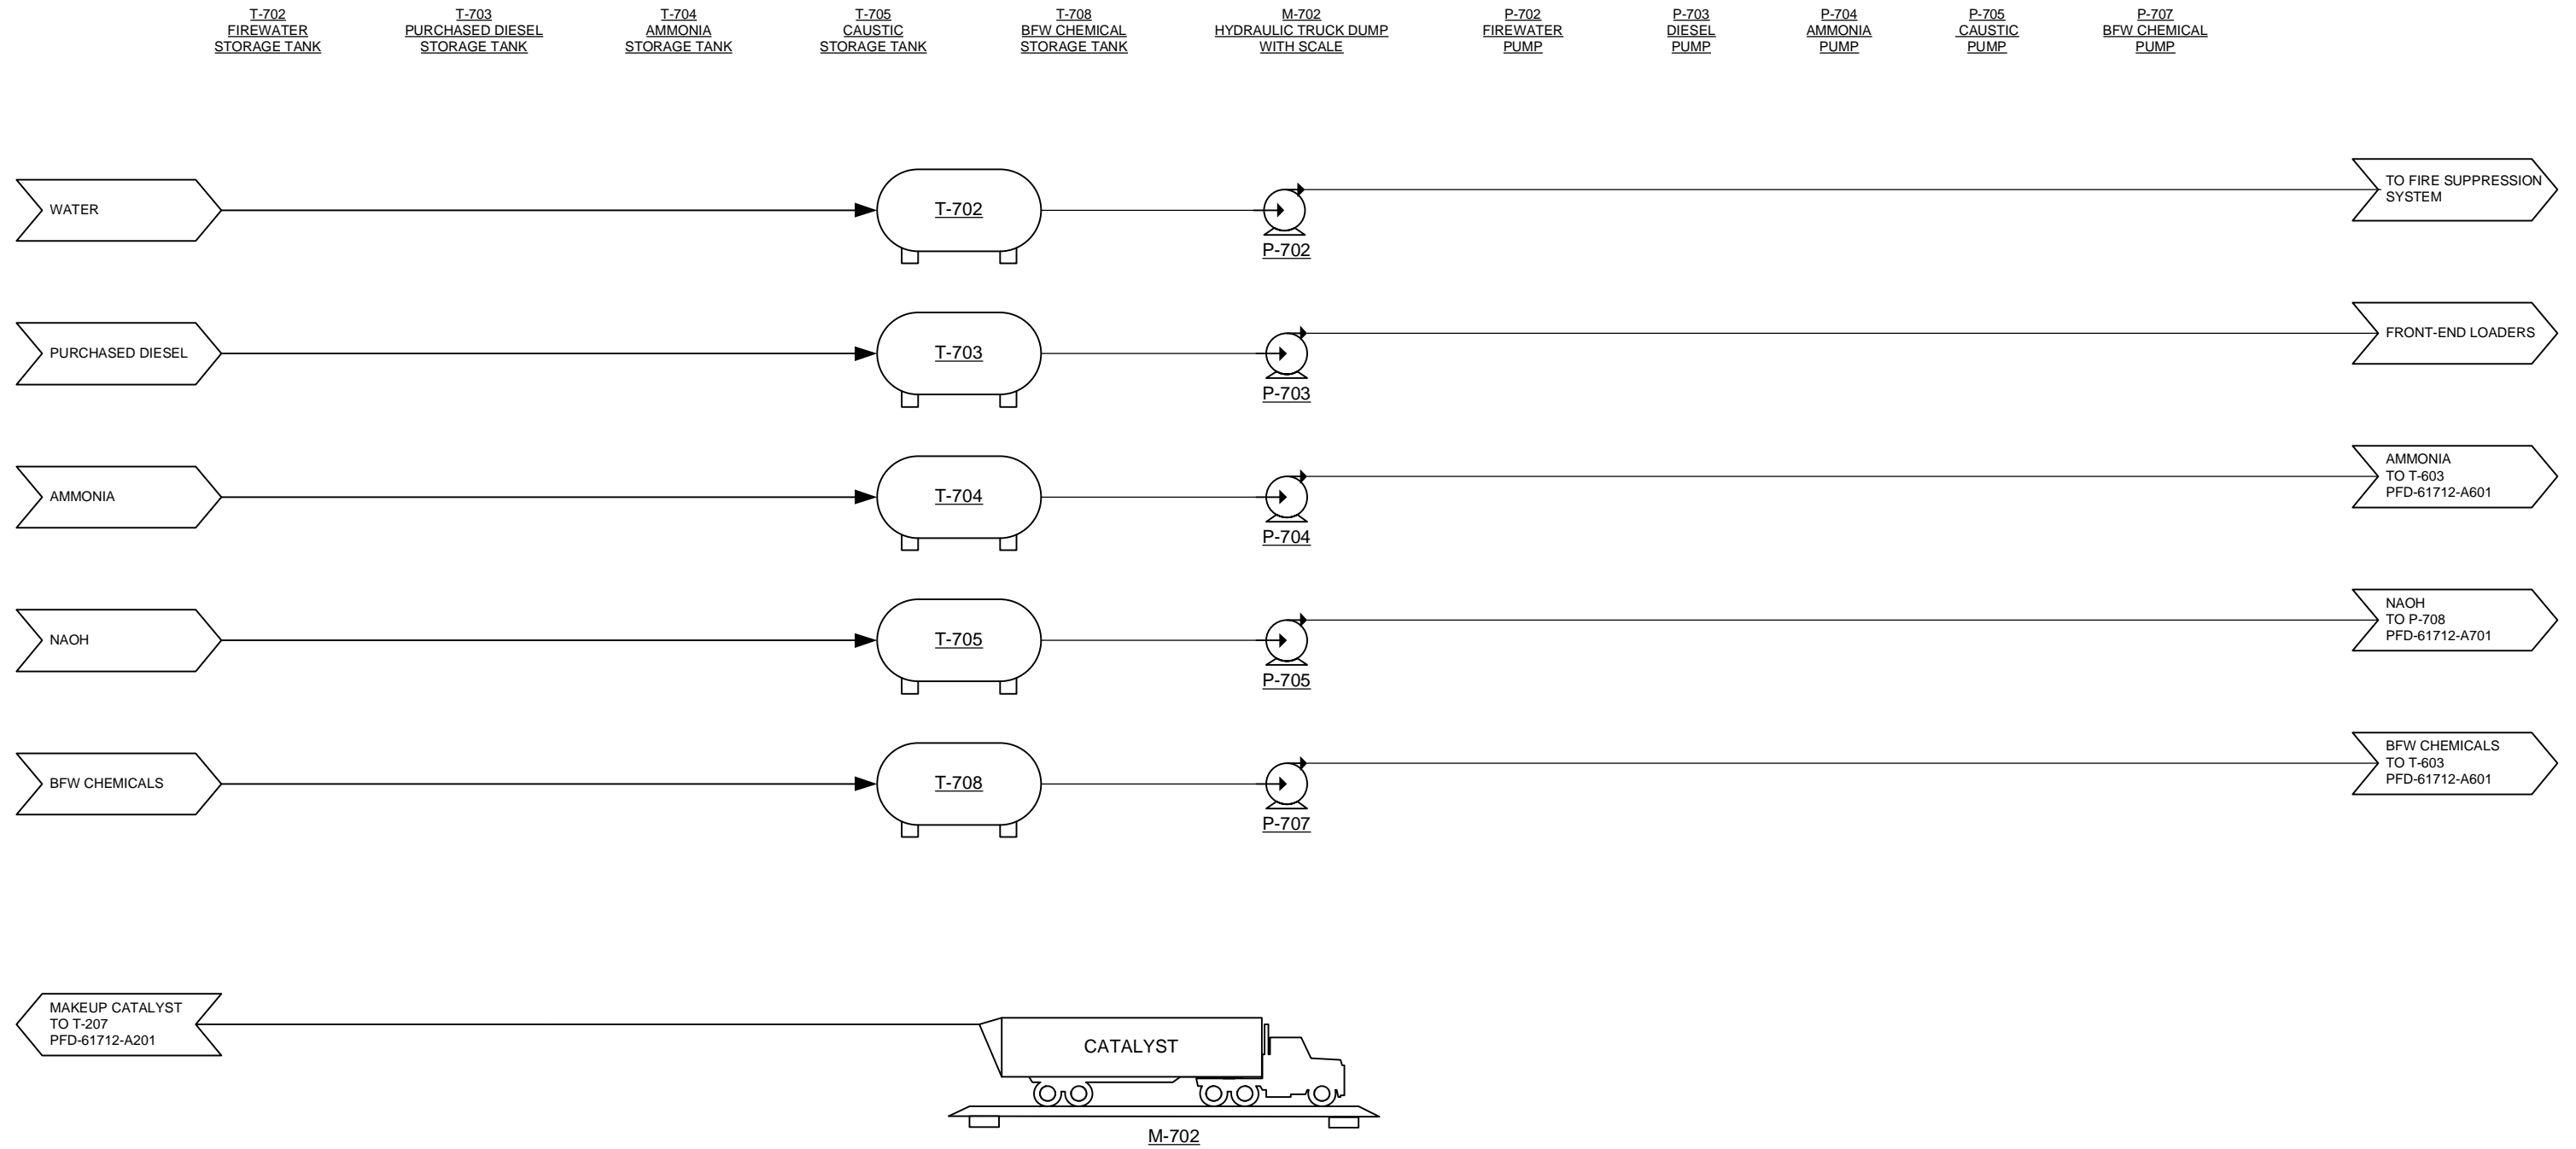 T-702
FIREWATER
STORAGE TANK
T-703
PURCHASED DIESEL
STORAGE TANK
T-704
AMMONIA
STORAGE TANK
T-705
CAUSTIC
STORAGE TANK
T-708
BFW CHEMICAL
STORAGE TANK
M-702
HYDRAULIC TRUCK DUMP
WITH SCALE
P-702
FIREWATER
PUMP
P-703
DIESEL
PUMP
P-704
AMMONIA
PUMP
P-705
CAUSTIC
PUMP
P-707
BFW CHEMICAL
PUMP
WATER
T-702
P-702
TO FIRE SUPPRESSION
SYSTEM
PURCHASED DIESEL
T-703
P-703
FRONT-END LOADERS
AMMONIA
T-704
P-704
AMMONIA
TO T-603
PFD-61712-A601
NAOH
T-705
P-705
NAOH
TO P-708
PFD-61712-A701
BFW CHEMICALS
T-708
P-707
BFW CHEMICALS
TO T-603
PFD-61712-A601
MAKEUP CATALYST
TO T-207
PFD-61712-A201
CATALYST
M-702